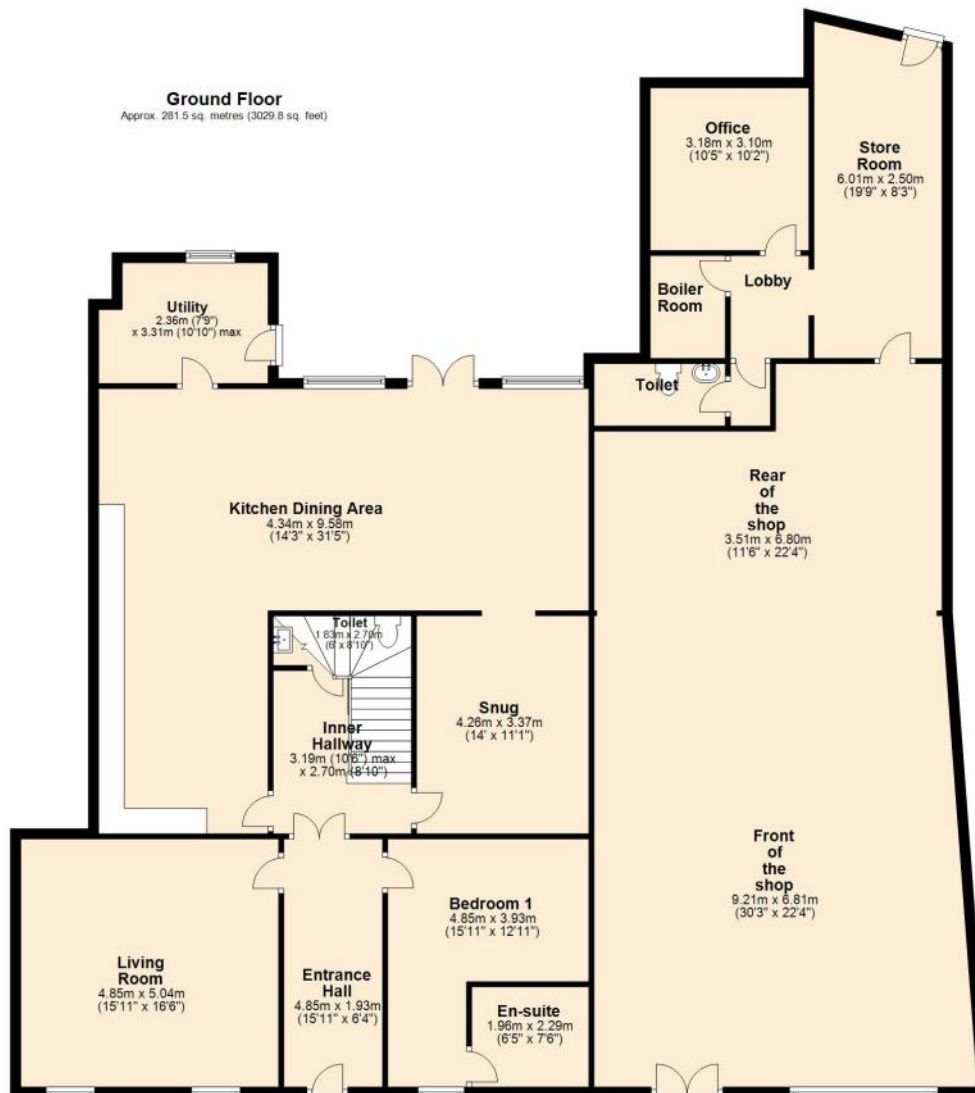 Ground Floor
Approx. 281.5 sq. metres (3029.8 sq. feet)
Office
3.18m x 3.10m
(10'5" x 10'2")
Store
Room
6.01m x 2.50m
(19'9" x 8'3")
Utility
2.36m (7'9")
x 3.31m (10'10") max
Boiler
Room
Lobby
Toilet
Kitchen Dining Area
4.34m x 9.58m
(14'3" x 31'5")
Rear
of
the
shop
3.51m x 6.80m
(11'6" x 22'4")
Toilet
1.83m x 2.70m
(6' x 8'10")
Inner
Hallway
3.19m (10'6") max
x 2.70m (8'10")
Snug
4.26m x 3.37m
(14' x 11'1")
Front
of
the
shop
9.21m x 6.81m
(30'3" x 22'4")
Living
Room
4.85m x 5.04m
(15'11" x 16'6")
Entrance
Hall
4.85m x 1.93m
(15'11" x 6'4")
Bedroom 1
4.85m x 3.93m
(15'11" x 12'11")
En-suite
1.96m x 2.29m
(6'5" x 7'6")